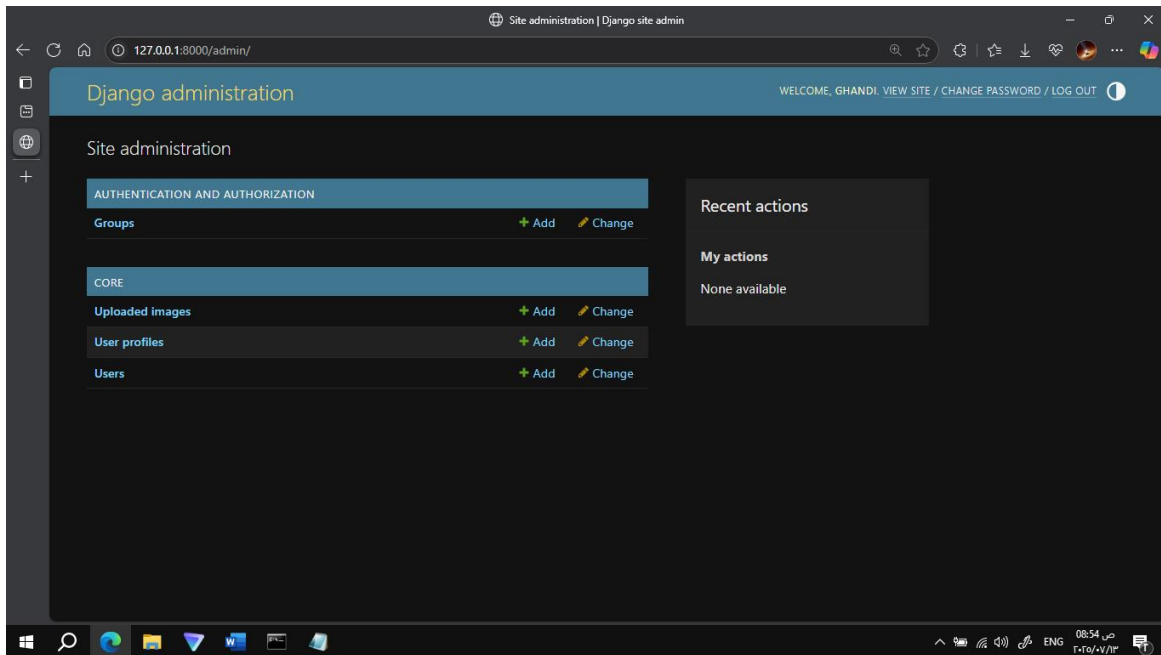 Site administration | Django site admin
127.0.0.1:8000/admin/
Django administration
WELCOME, GHANDI. VIEW SITE / CHANGE PASSWORD / LOG OUT
Site administration
AUTHENTICATION AND AUTHORIZATION
Groups + Add Change
CORE
Uploaded images + Add Change
User profiles + Add Change
Users + Add Change
Recent actions
My actions
None available
ENG
08:54 ص
٢٠٢٥/٠٧/١٣